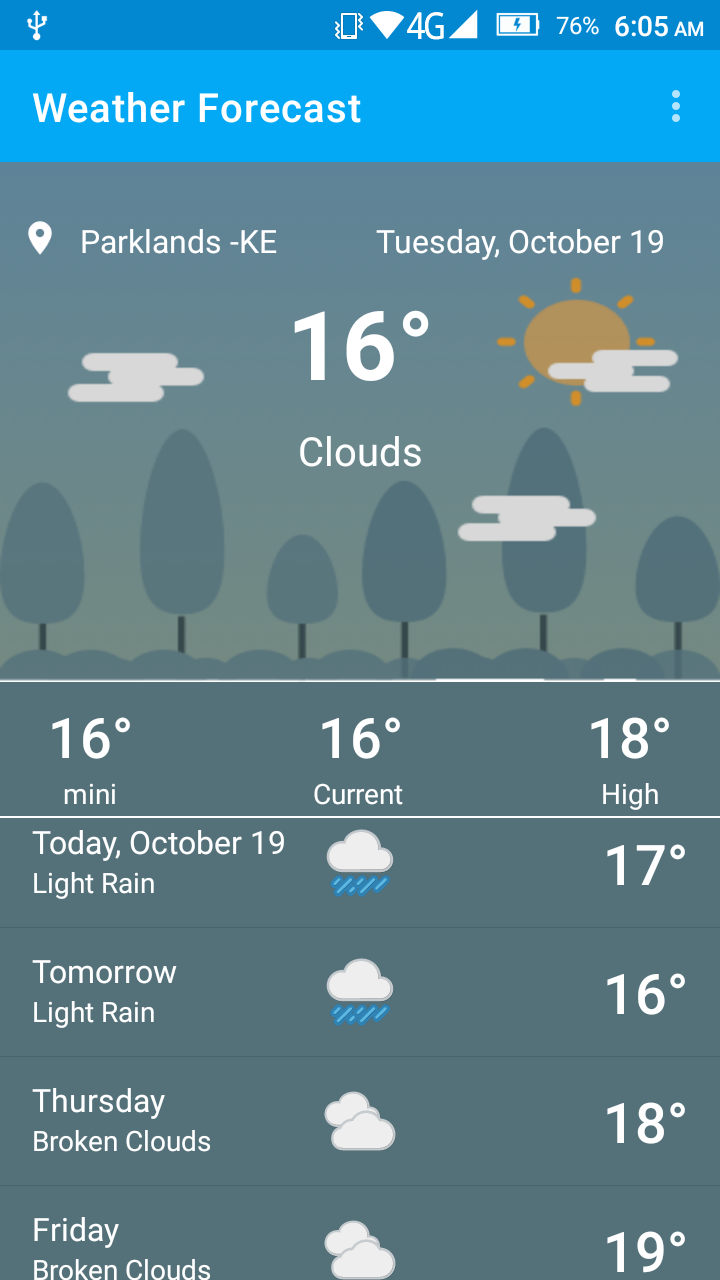 4G 76% 6:05 AM
Weather Forecast
Parklands -KE Tuesday, October 19
16°
Clouds
16° 16° 18°
mini Current High
Today, October 19 17°
Light Rain
Tomorrow 16°
Light Rain
Thursday 18°
Broken Clouds
Friday 19°
Broken Clouds